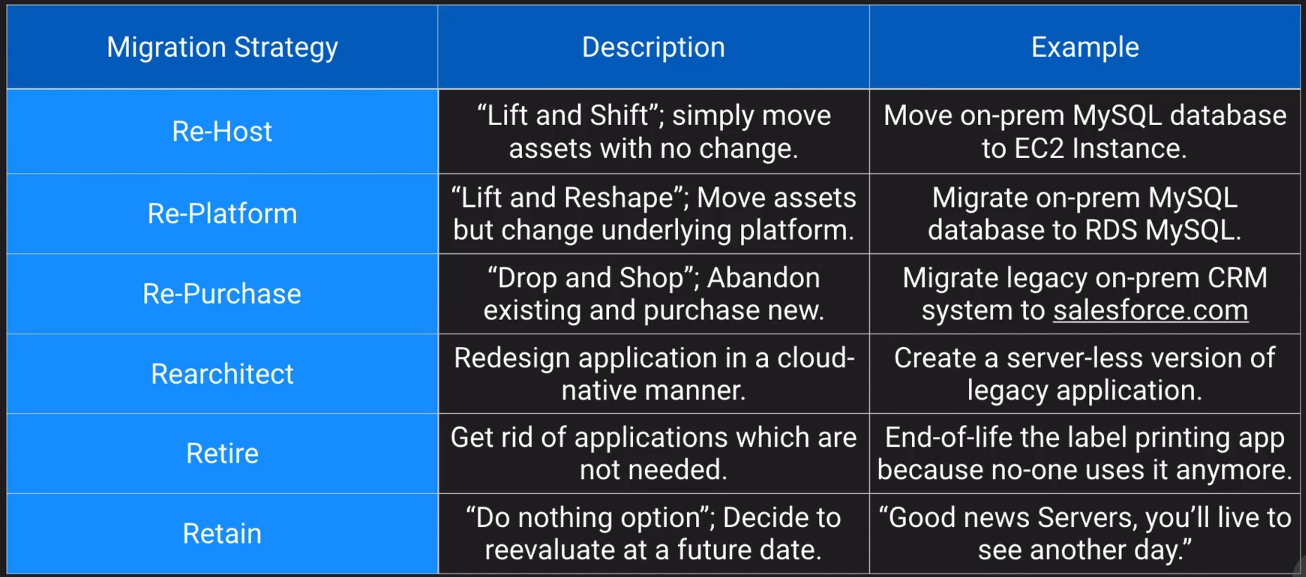 Migration Strategy
Description
Example
Re-Host
“Lift and Shift”; simply move
assets with no change.
Move on-prem MySQL database
to EC2 Instance.
Re-Platform
“Lift and Reshape”; Move assets
but change underlying platform.
Migrate on-prem MySQL
database to RDS MySQL.
Re-Purchase
“Drop and Shop”; Abandon
existing and purchase new.
Migrate legacy on-prem CRM
system to salesforce.com
Rearchitect
Redesign application in a cloud-
native manner.
Create a server-less version of
legacy application.
Retire
Get rid of applications which are
not needed.
End-of-life the label printing app
because no-one uses it anymore.
Retain
“Do nothing option”; Decide to
reevaluate at a future date.
“Good news Servers, you’ll live to
see another day.”